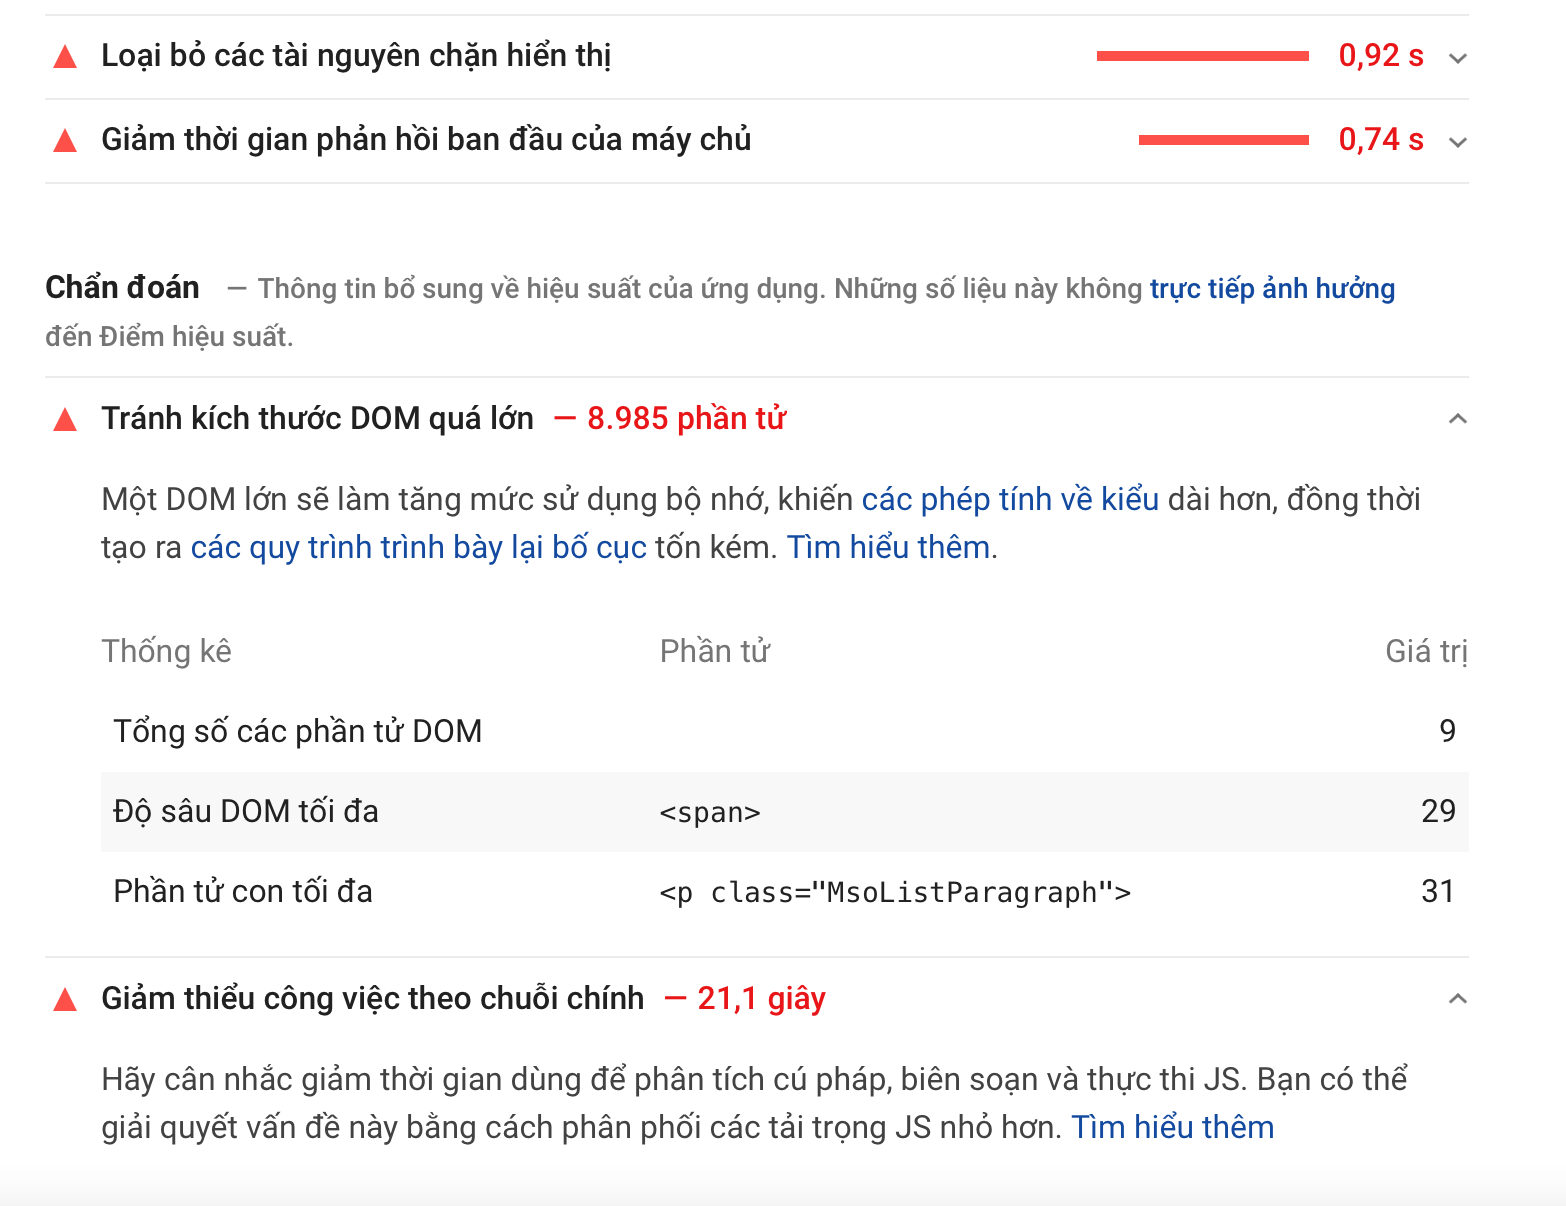 Loại bỏ các tài nguyên chặn hiển thị 0,92 s
Giảm thời gian phản hồi ban đầu của máy chủ 0,74 s
Chẩn đoán — Thông tin bổ sung về hiệu suất của ứng dụng. Những số liệu này không trực tiếp ảnh hưởng
đến Điểm hiệu suất.
Tránh kích thước DOM quá lớn — 8.985 phần tử
Một DOM lớn sẽ làm tăng mức sử dụng bộ nhớ, khiến các phép tính về kiểu dài hơn, đồng thời
tạo ra các quy trình trình bày lại bố cục tốn kém. Tìm hiểu thêm.
Thống kê Phần tử Giá trị
Tổng số các phần tử DOM 9
Độ sâu DOM tối đa <span> 29
Phần tử con tối đa <p class="MsoListParagraph"> 31
Giảm thiểu công việc theo chuỗi chính — 21,1 giây
Hãy cân nhắc giảm thời gian dùng để phân tích cú pháp, biên soạn và thực thi JS. Bạn có thể
giải quyết vấn đề này bằng cách phân phối các tải trọng JS nhỏ hơn. Tìm hiểu thêm